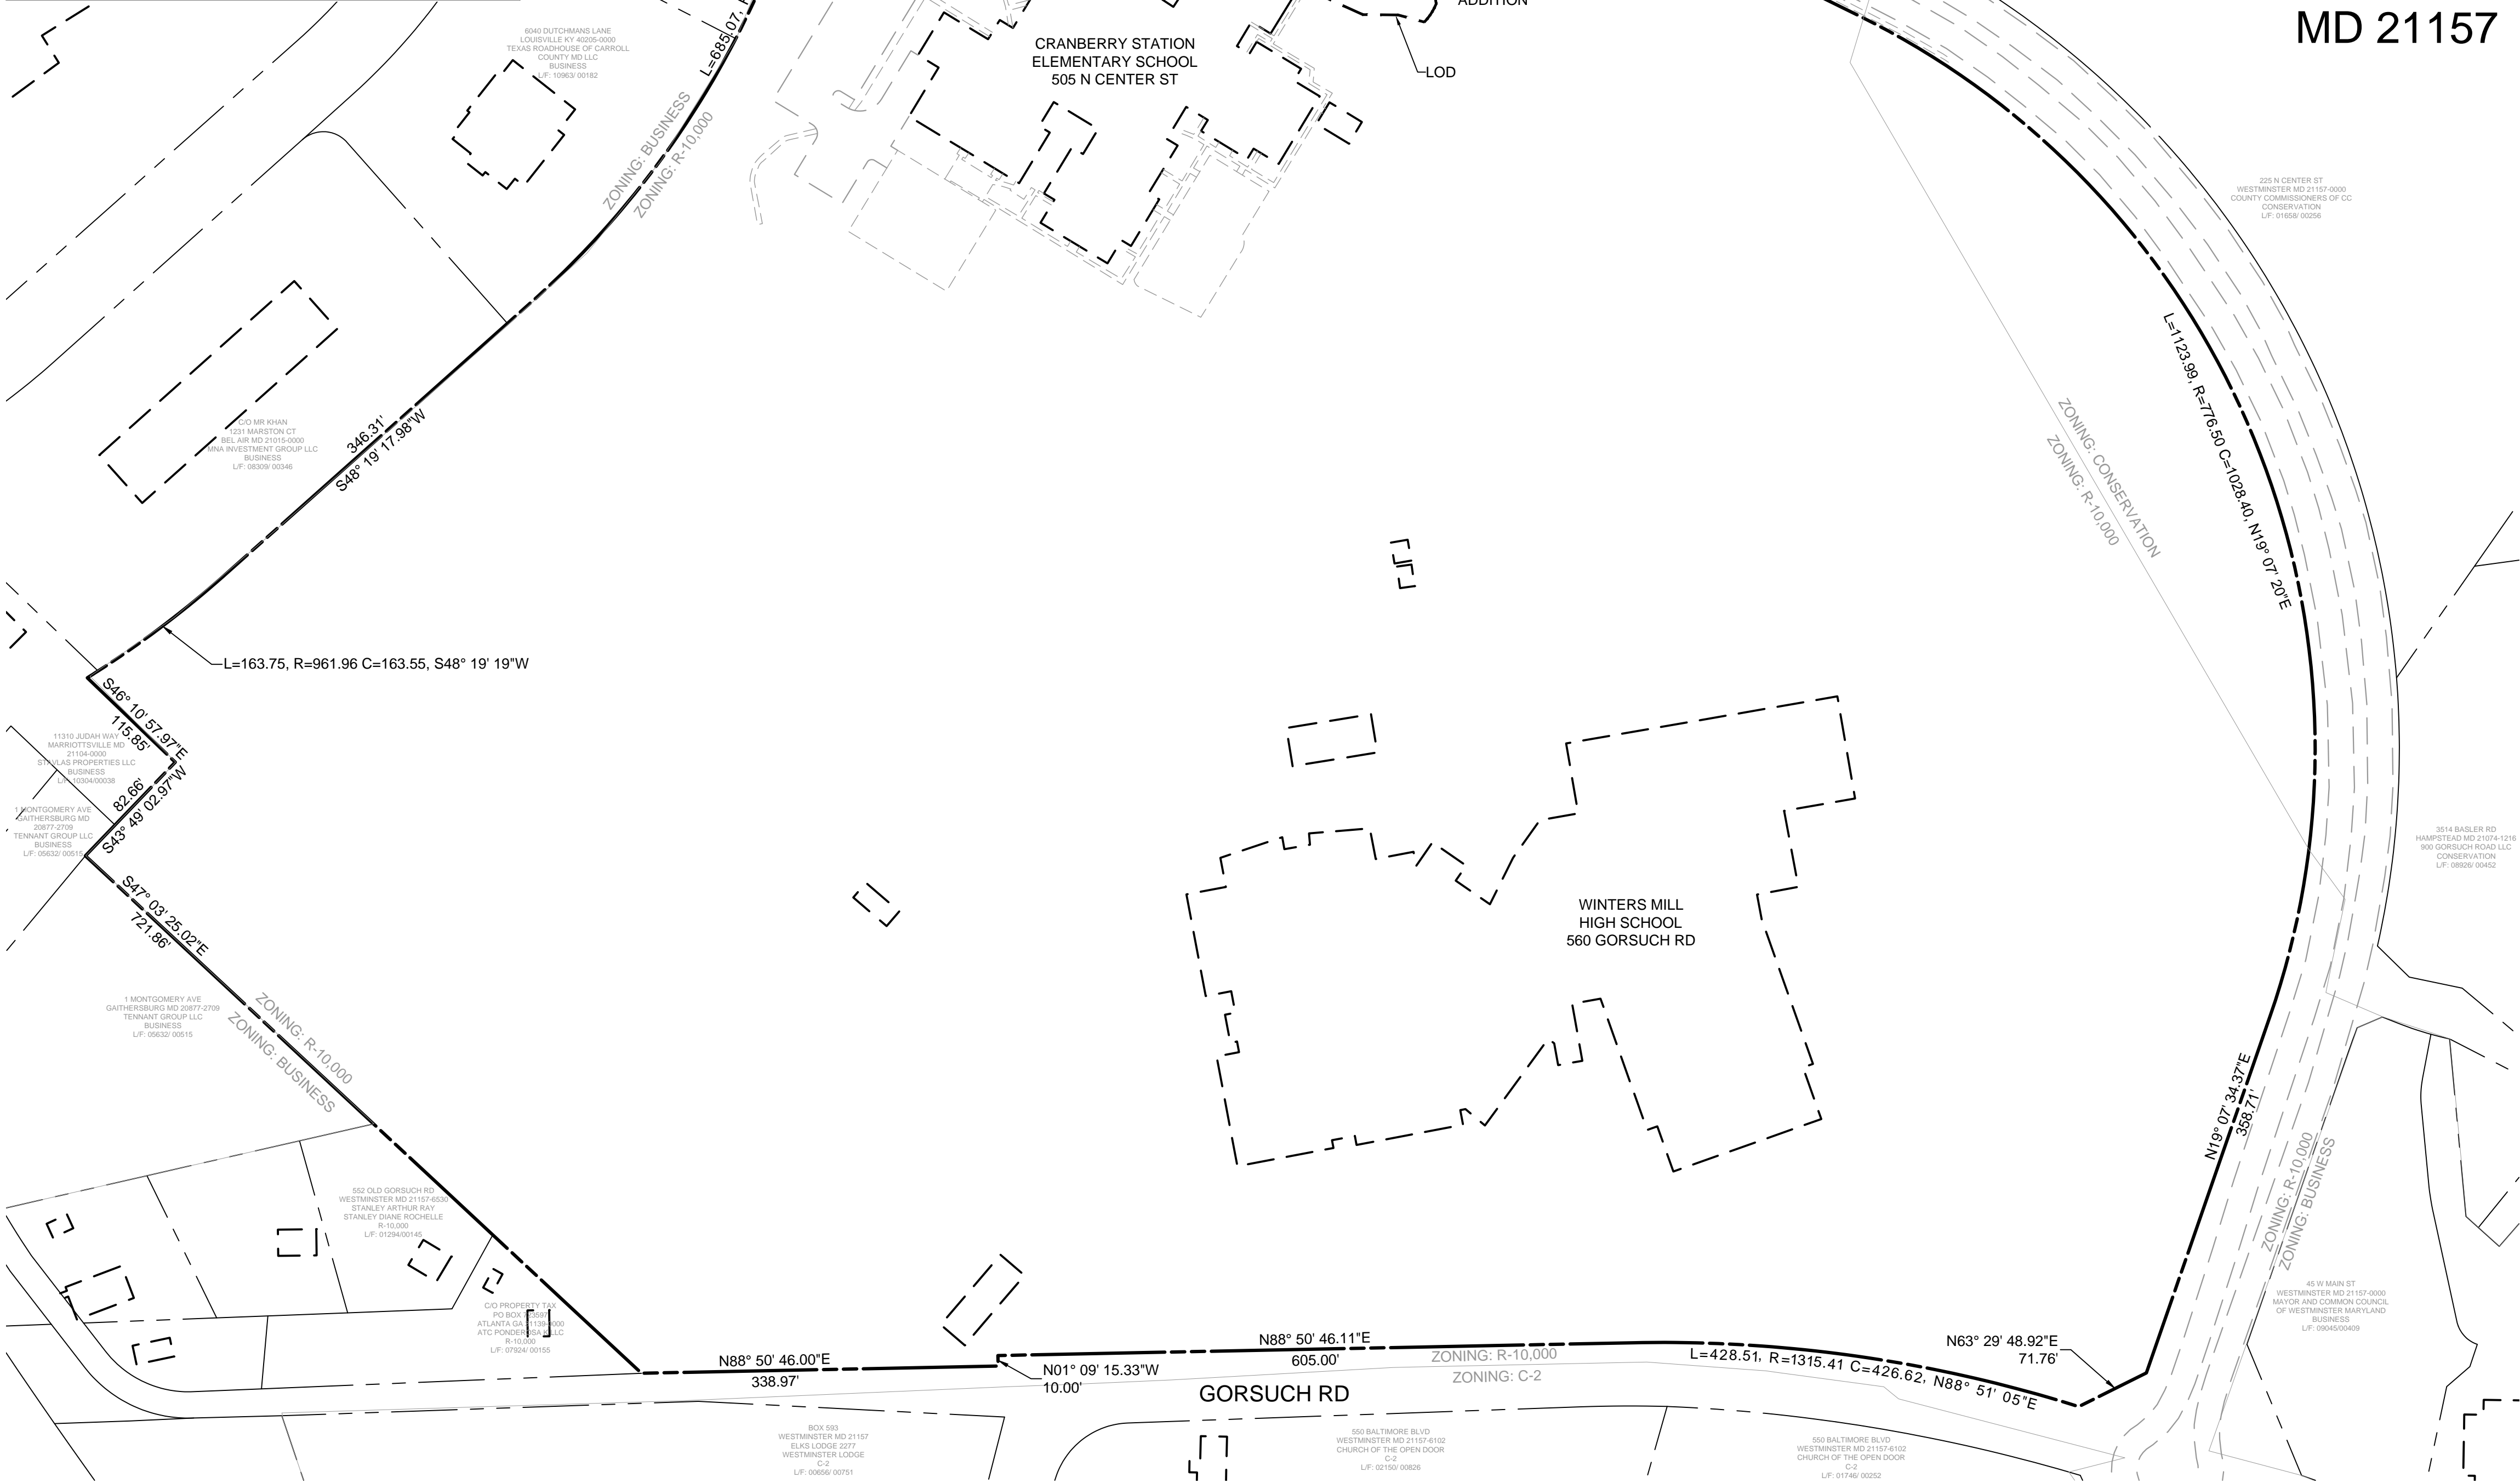 ADDITION
MD 21157
6040 DUTCHMANS LANE
LOUISVILLE KY 40205-0000
TEXAS ROADHOUSE OF CARROLL
COUNTY MD LLC
BUSINESS
L/F: 10963/ 00182
L=685.07,
CRANBERRY STATION
ELEMENTARY SCHOOL
505 N CENTER ST
LOD
ZONING: BUSINESS
ZONING: R-10,000
225 N CENTER ST
WESTMINSTER MD 21157-0000
COUNTY COMMISSIONERS OF CC
CONSERVATION
L/F: 01658/ 00256
L=1123.99, R=776.50 C=1028.40, N19° 07' 20"E
ZONING: CONSERVATION
ZONING: R-10,000
C/O MR KHAN
1231 MARSTON CT
BEL AIR MD 21015-0000
MNA INVESTMENT GROUP LLC
BUSINESS
L/F: 08309/ 00346
346.31'
S48° 19' 17.98"W
L=163.75, R=961.96 C=163.55, S48° 19' 19"W
S46° 10' 57.97"E
115.85'
11310 JUDAH WAY
MARRIOTTSVILLE MD
21104-0000
STAVLAS PROPERTIES LLC
BUSINESS
L/F: 10304/00038
82.66'
S43° 49' 02.97"W
1 MONTGOMERY AVE
GAITHERSBURG MD
20877-2709
TENNANT GROUP LLC
BUSINESS
L/F: 05632/ 00515
3514 BASLER RD
HAMPSTEAD MD 21074-1216
900 GORSUCH ROAD LLC
CONSERVATION
L/F: 08926/ 00452
S47° 03' 25.02"E
721.86'
WINTERS MILL
HIGH SCHOOL
560 GORSUCH RD
1 MONTGOMERY AVE
GAITHERSBURG MD 20877-2709
TENNANT GROUP LLC
BUSINESS
L/F: 05632/ 00515
ZONING: R-10,000
ZONING: BUSINESS
N19° 07' 34.37"E
358.71'
ZONING: R-10,000
ZONING: BUSINESS
552 OLD GORSUCH RD
WESTMINSTER MD 21157-6530
STANLEY ARTHUR RAY
STANLEY DIANE ROCHELLE
R-10,000
L/F: 01294/00145
C/O PROPERTY TAX
PO BOX
ATLANTA GA
ATC PONDEROSA LLC
R-10,000
L/F: 07924/ 00155
45 W MAIN ST
WESTMINSTER MD 21157-0000
MAYOR AND COMMON COUNCIL
OF WESTMINSTER MARYLAND
BUSINESS
L/F: 09045/00409
N88° 50' 46.00"E
338.97'
N01° 09' 15.33"W
10.00'
N88° 50' 46.11"E
605.00'
ZONING: R-10,000
ZONING: C-2
L=428.51, R=1315.41 C=426.62, N88° 51' 05"E
N63° 29' 48.92"E
71.76'
GORSUCH RD
BOX 593
WESTMINSTER MD 21157
ELKS LODGE 2277
WESTMINSTER LODGE
C-2
L/F: 00656/ 00751
550 BALTIMORE BLVD
WESTMINSTER MD 21157-6102
CHURCH OF THE OPEN DOOR
C-2
L/F: 02150/ 00826
550 BALTIMORE BLVD
WESTMINSTER MD 21157-6102
CHURCH OF THE OPEN DOOR
C-2
L/F: 01746/ 00252